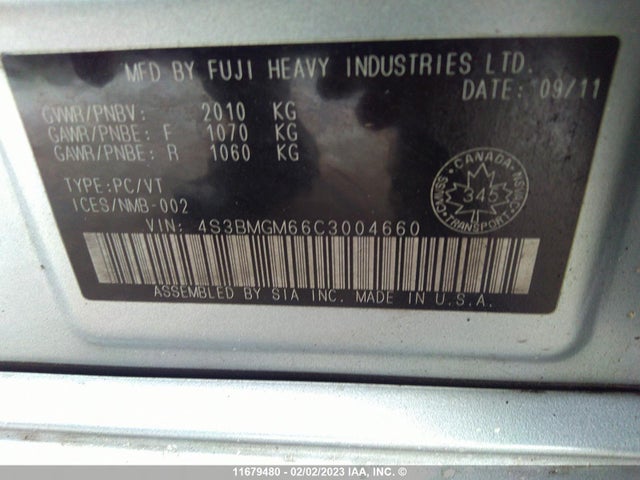 MFD BY FUJI HEAVY INDUSTRIES LTD.
DATE: 09/11
GVWR/PNBV: 2010 KG
GAWR/PNBE: F 1070 KG
GAWR/PNBE: R 1060 KG
TYPE:PC/VT
ICES/NMB-002
CANADA
CMVSS NSVAC
345
TRANSPORT
VIN: 4S3BMGM66C3004660
ASSEMBLED BY SIA INC. MADE IN U.S.A.
11679480 - 02/02/2023 IAA, INC. ©